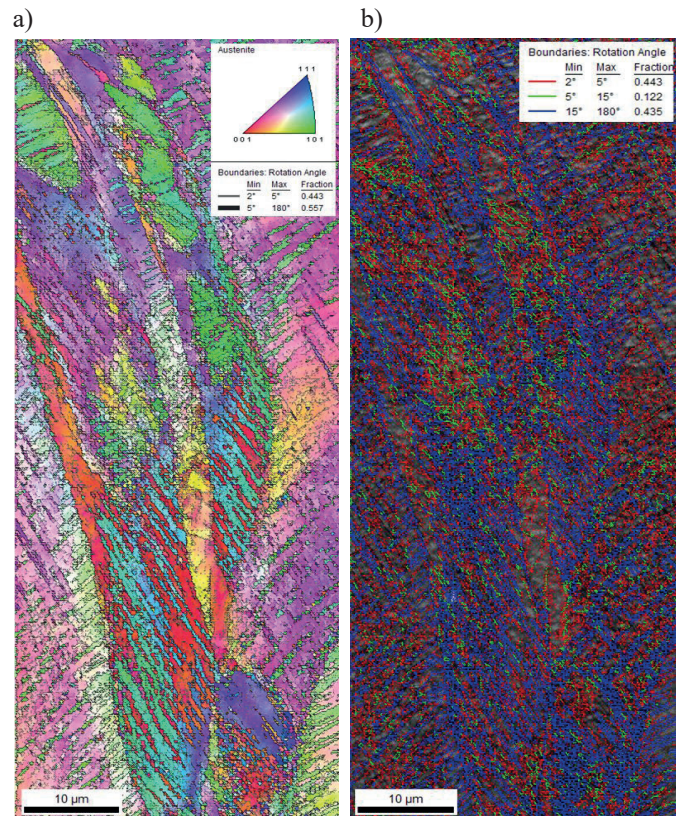 a)
Austenite
1 1 1
0 0 1
1 0 1
Boundaries: Rotation Angle
Min Max Fraction
2° 5° 0.443
5° 180° 0.557
10 µm
b)
Boundaries: Rotation Angle
Min Max Fraction
2° 5° 0.443
5° 15° 0.122
15° 180° 0.435
10 µm